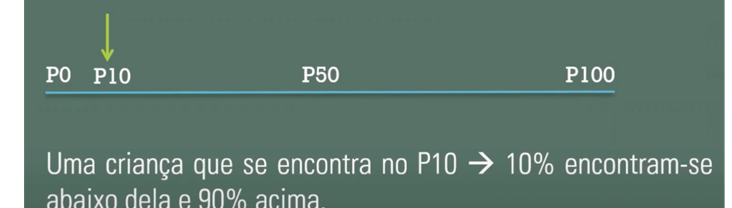 P0 P10 P50 P100
Uma criança que se encontra no P10 → 10% encontram-se
abaixo dela e 90% acima.